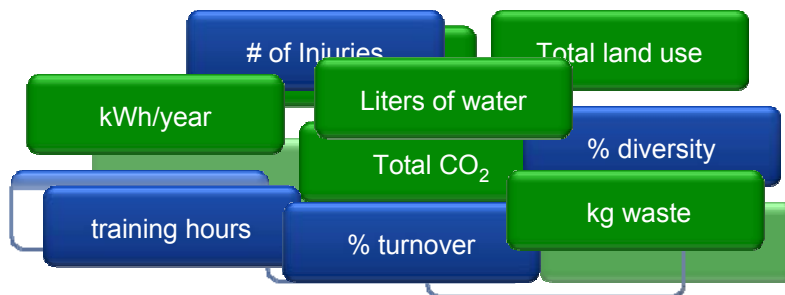 # of Injuries
Total land use
kWh/year
Liters of water
Total CO₂
% diversity
training hours
% turnover
kg waste